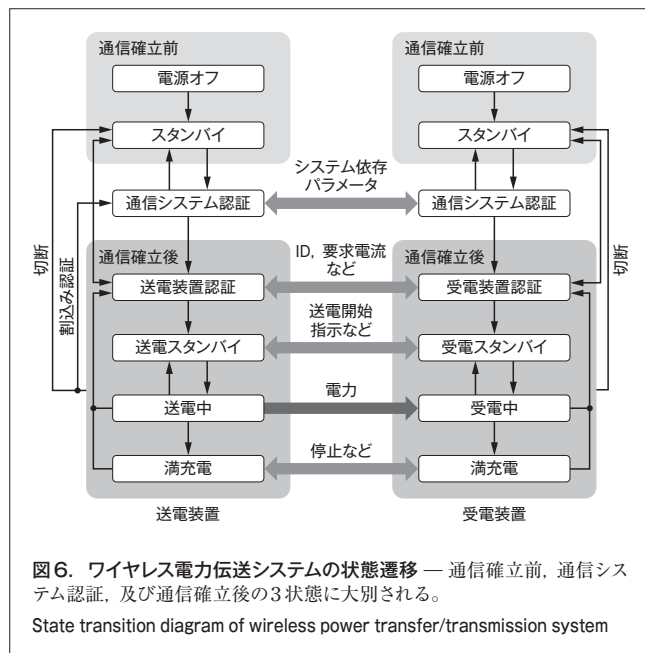 通信確立前
電源オフ
スタンバイ
通信システム認証
通信確立後
送電装置認証
送電スタンバイ
送電中
満充電
送電装置
切断
割込み認証
システム依存
パラメータ
ID, 要求電流
など
送電開始
指示など
電力
停止など
通信確立前
電源オフ
スタンバイ
通信システム認証
通信確立後
受電装置認証
受電スタンバイ
受電中
満充電
受電装置
切断
図6. ワイヤレス電力伝送システムの状態遷移 — 通信確立前, 通信シス
テム認証, 及び通信確立後の3状態に大別される。
State transition diagram of wireless power transfer/transmission system